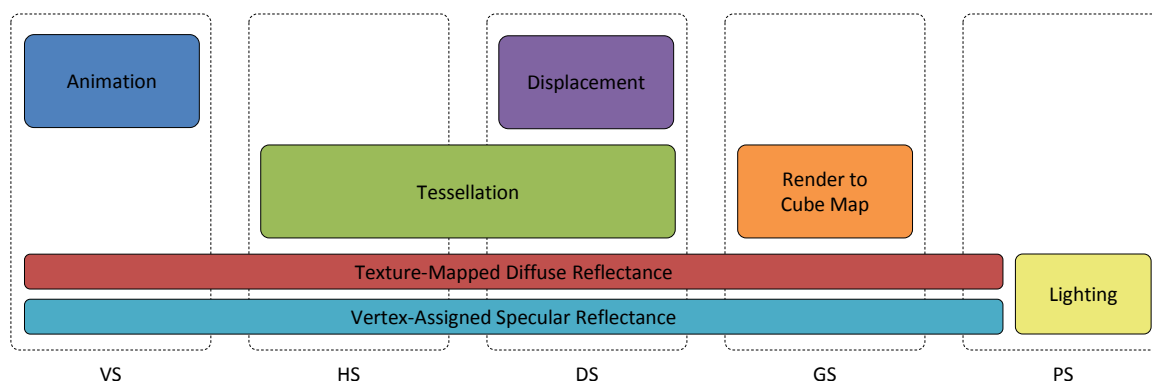 Animation
Displacement
Tessellation
Render to
Cube Map
Texture-Mapped Diffuse Reflectance
Vertex-Assigned Specular Reflectance
Lighting
VS
HS
DS
GS
PS